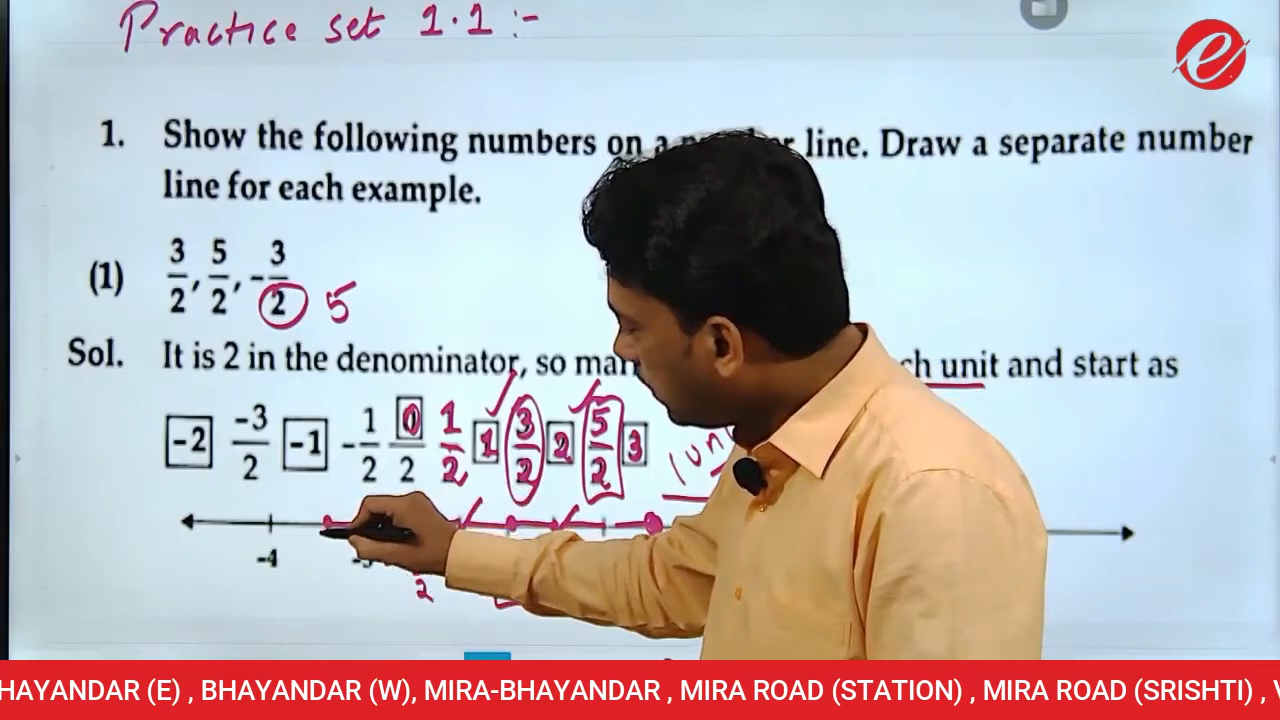 Practice set 1.1 :-
1. Show the following numbers on a line. Draw a separate number
line for each example.
(1) 3/2, 5/2, -3/2 5
Sol. It is 2 in the denominator, so unit and start as
-2 -3/2 -1 -1/2 0/2 1/2 1 3/2 2 5/2 3
-4
2
BHAYANDAR (W), MIRA-BHAYANDAR , MIRA ROAD (STATION) , MIRA ROAD (SRISHTI) ,